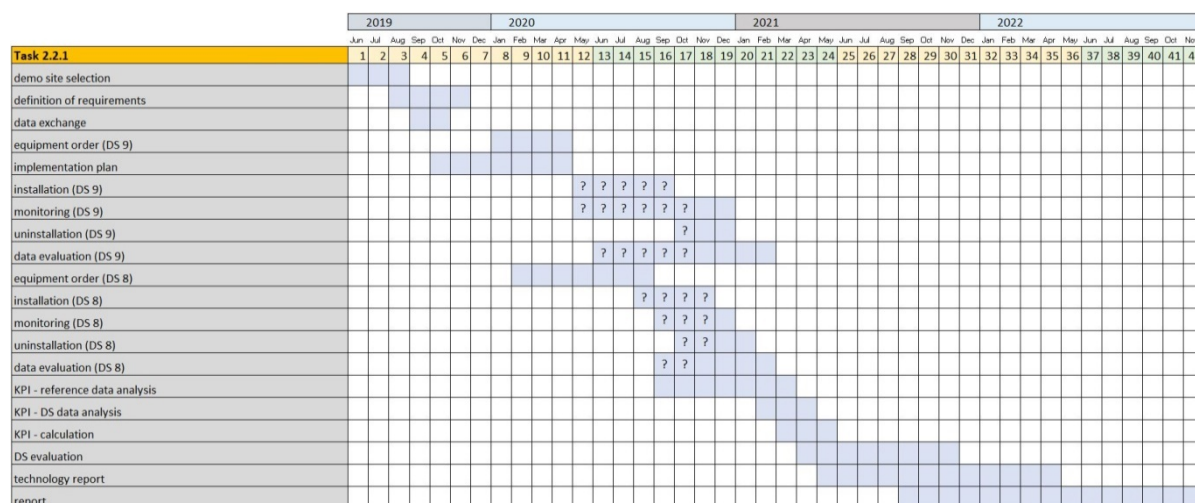 2019 2020 2021 2022
Jun Jul Aug Sep Oct Nov Dec Jan Feb Mar Apr May Jun Jul Aug Sep Oct Nov Dec Jan Feb Mar Apr May Jun Jul Aug Sep Oct Nov Dec Jan Feb Mar Apr May Jun Jul Aug Sep Oct Nov
Task 2.2.1 1 2 3 4 5 6 7 8 9 10 11 12 13 14 15 16 17 18 19 20 21 22 23 24 25 26 27 28 29 30 31 32 33 34 35 36 37 38 39 40 41 4
demo site selection
definition of requirements
data exchange
equipment order (DS 9)
implementation plan
installation (DS 9) ? ? ? ? ?
monitoring (DS 9) ? ? ? ? ? ?
uninstallation (DS 9) ?
data evaluation (DS 9) ? ? ? ? ?
equipment order (DS 8)
installation (DS 8) ? ? ? ?
monitoring (DS 8) ? ? ?
uninstallation (DS 8) ? ?
data evaluation (DS 8) ? ?
KPI - reference data analysis
KPI - DS data analysis
KPI - calculation
DS evaluation
technology report
report